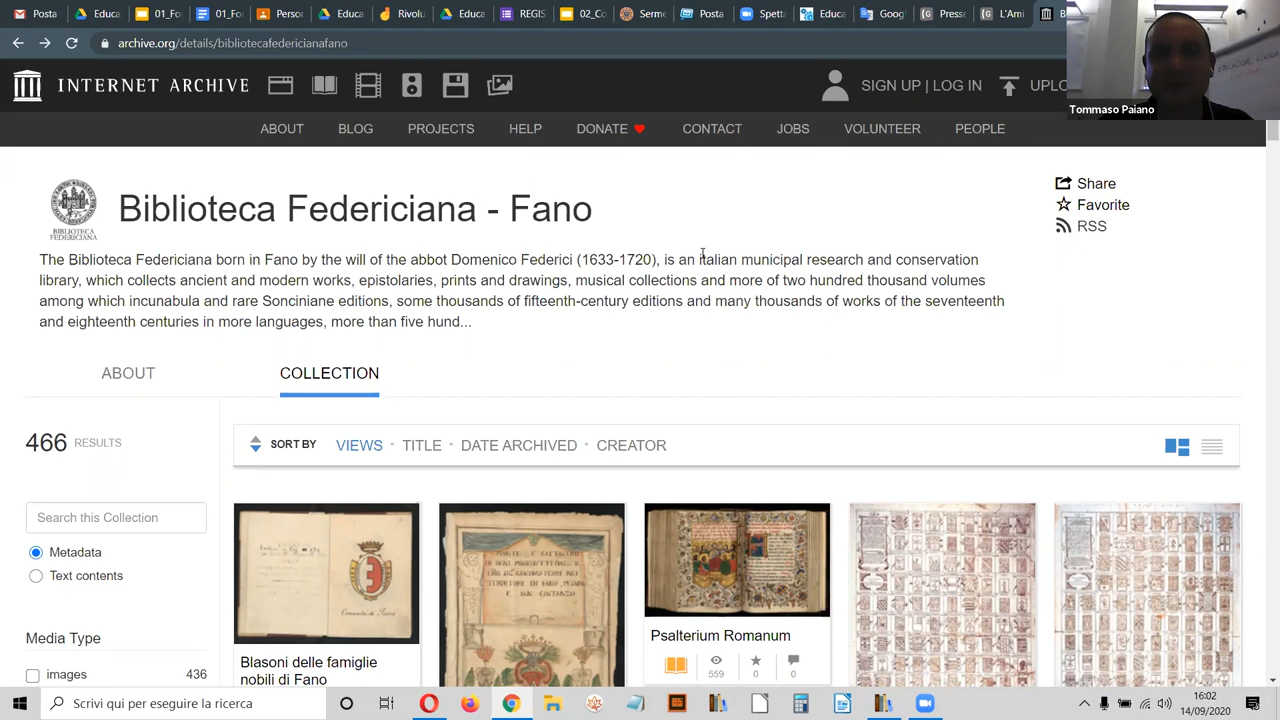 Educa
01_Fo
01_Fo
Person
Educa
Rivolu
Educa
REGIS
02_Co
Serme
Posta
Spetta
Educa
Co
Press
L'Ami
archive.org/details/bibliotecafedericianafano
INTERNET ARCHIVE
SIGN UP | LOG IN
UPLO
Tommaso Paiano
ABOUT
BLOG
PROJECTS
HELP
DONATE
CONTACT
JOBS
VOLUNTEER
PEOPLE
BIBLIOTECA
FEDERICIANA
Biblioteca Federiciana - Fano
Share
Favorite
RSS
The Biblioteca Federiciana born in Fano by the will of the abbot Domenico Federici (1633-1720), is an italian municipal research and conservation
library, which collects ancient and modern works, epistolaries, prints and drawings, musical collections and more of two hundred thousand volumes
among which incunabula and rare Sonciniane editions, some thousands of fifteenth-century editions and many thousands of works of the seventeenth
and eighteenth centuries in more languages, more than five hund...
ABOUT
COLLECTION
466 RESULTS
SORT BY
VIEWS
TITLE
DATE ARCHIVED
CREATOR
Search this Collection
Metadata
Text contents
Media Type
images 436
Blasoni delle famiglie
nobili di Fano
Psalterium Romanum
559
0
0
Scrivi qui per eseguire la ricerca
16:02
14/09/2020